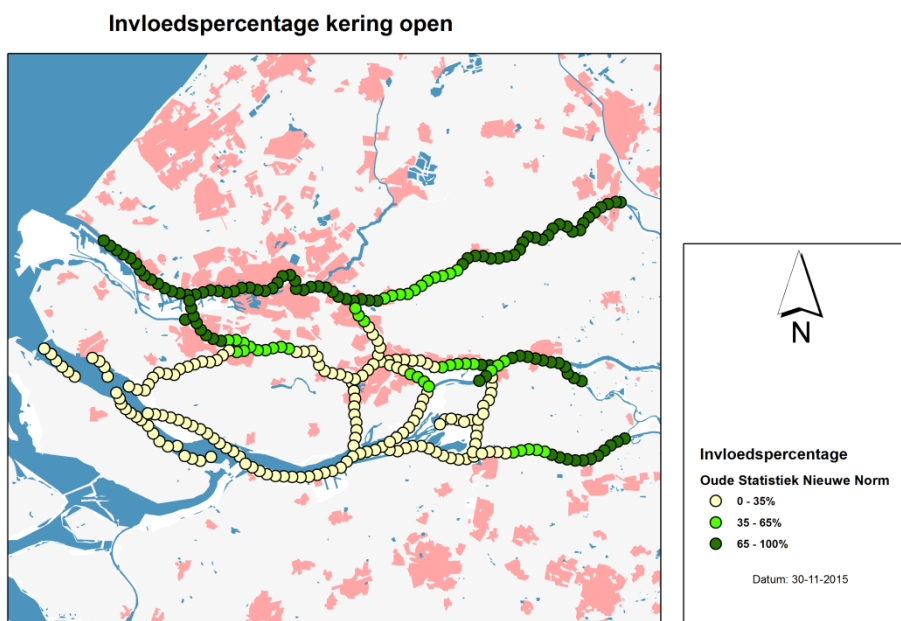 Invloedspercentage kering open
N
Invloedspercentage
Oude Statistiek Nieuwe Norm
0 - 35%
35 - 65%
65 - 100%
Datum: 30-11-2015